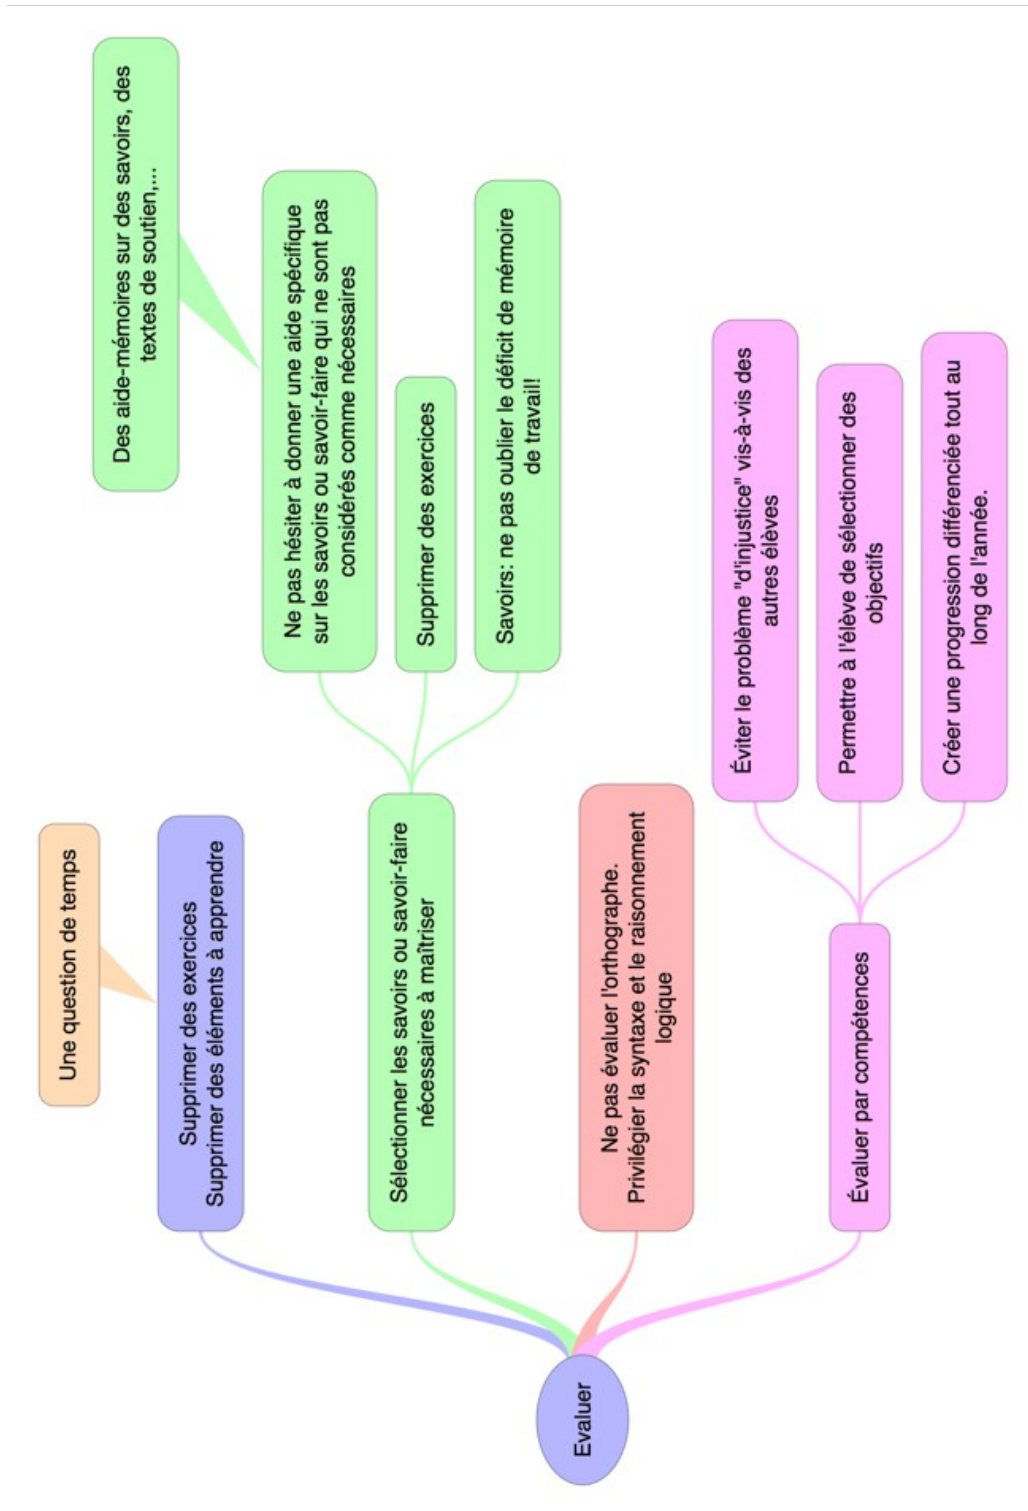 Une question de temps
Supprimer des exercices
Supprimer des éléments à apprendre
Des aide-mémoires sur des savoirs, des
textes de soutien,...
Ne pas hésiter à donner une aide spécifique
sur les savoirs ou savoir-faire qui ne sont pas
considérés comme nécessaires
Supprimer des exercices
Savoirs: ne pas oublier le déficit de mémoire
de travail!
Sélectionner les savoirs ou savoir-faire
nécessaires à maîtriser
Ne pas évaluer l'orthographe.
Privilégier la syntaxe et le raisonnement
logique
Éviter le problème "d'injustice" vis-à-vis des
autres élèves
Permettre à l'élève de sélectionner des
objectifs
Créer une progression différenciée tout au
long de l'année.
Évaluer par compétences
Evaluer